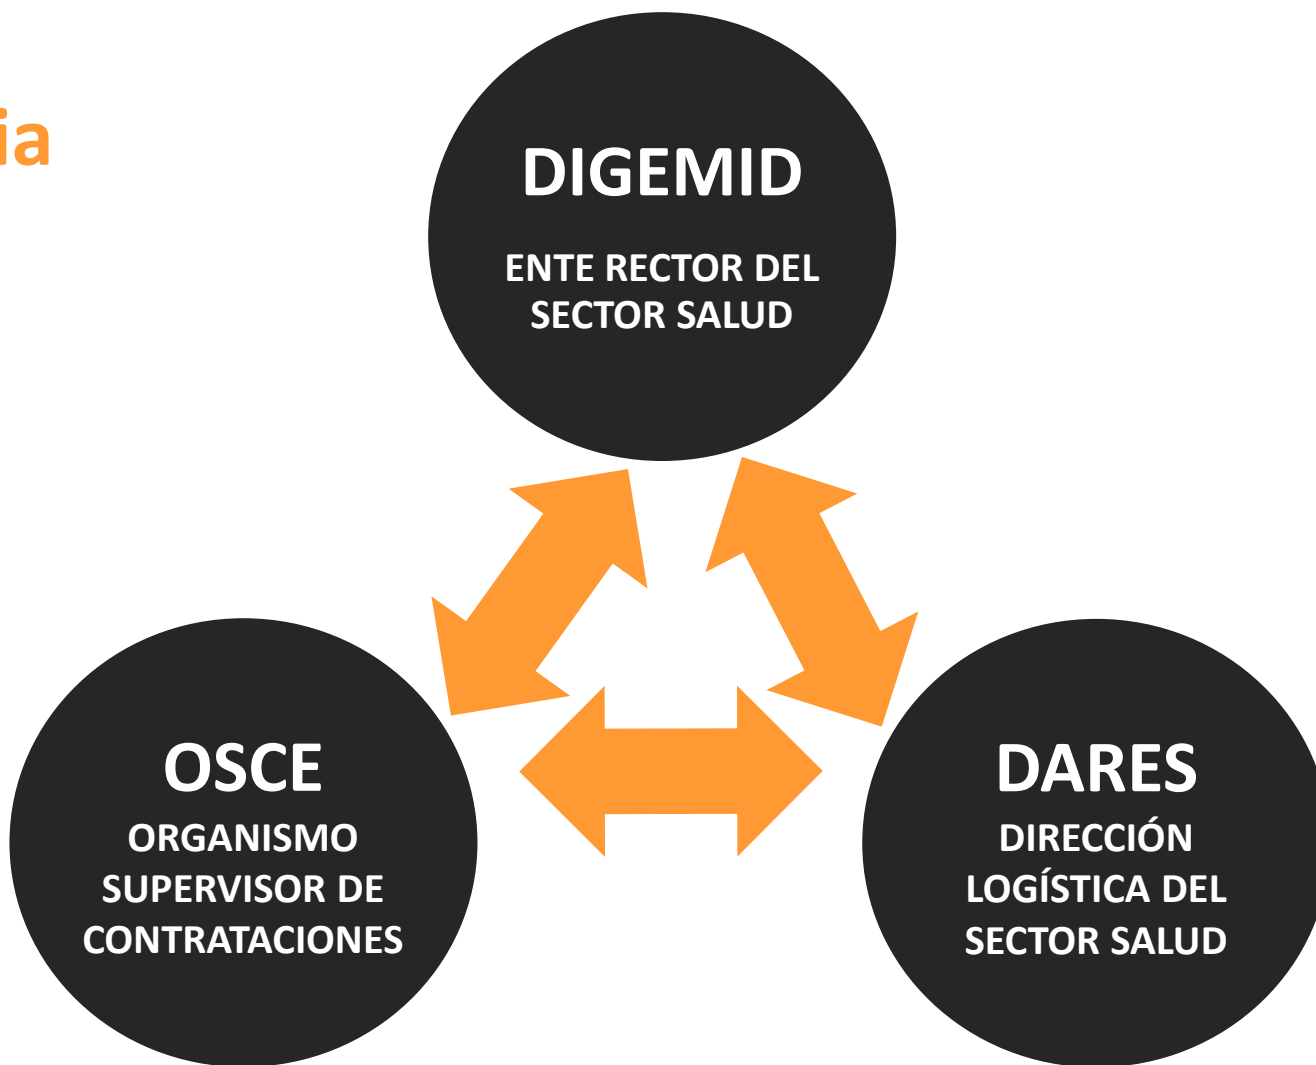 ia
DIGEMID
ENTE RECTOR DEL
SECTOR SALUD
OSCE
ORGANISMO
SUPERVISOR DE
CONTRATACIONES
DARES
DIRECCIÓN
LOGÍSTICA DEL
SECTOR SALUD